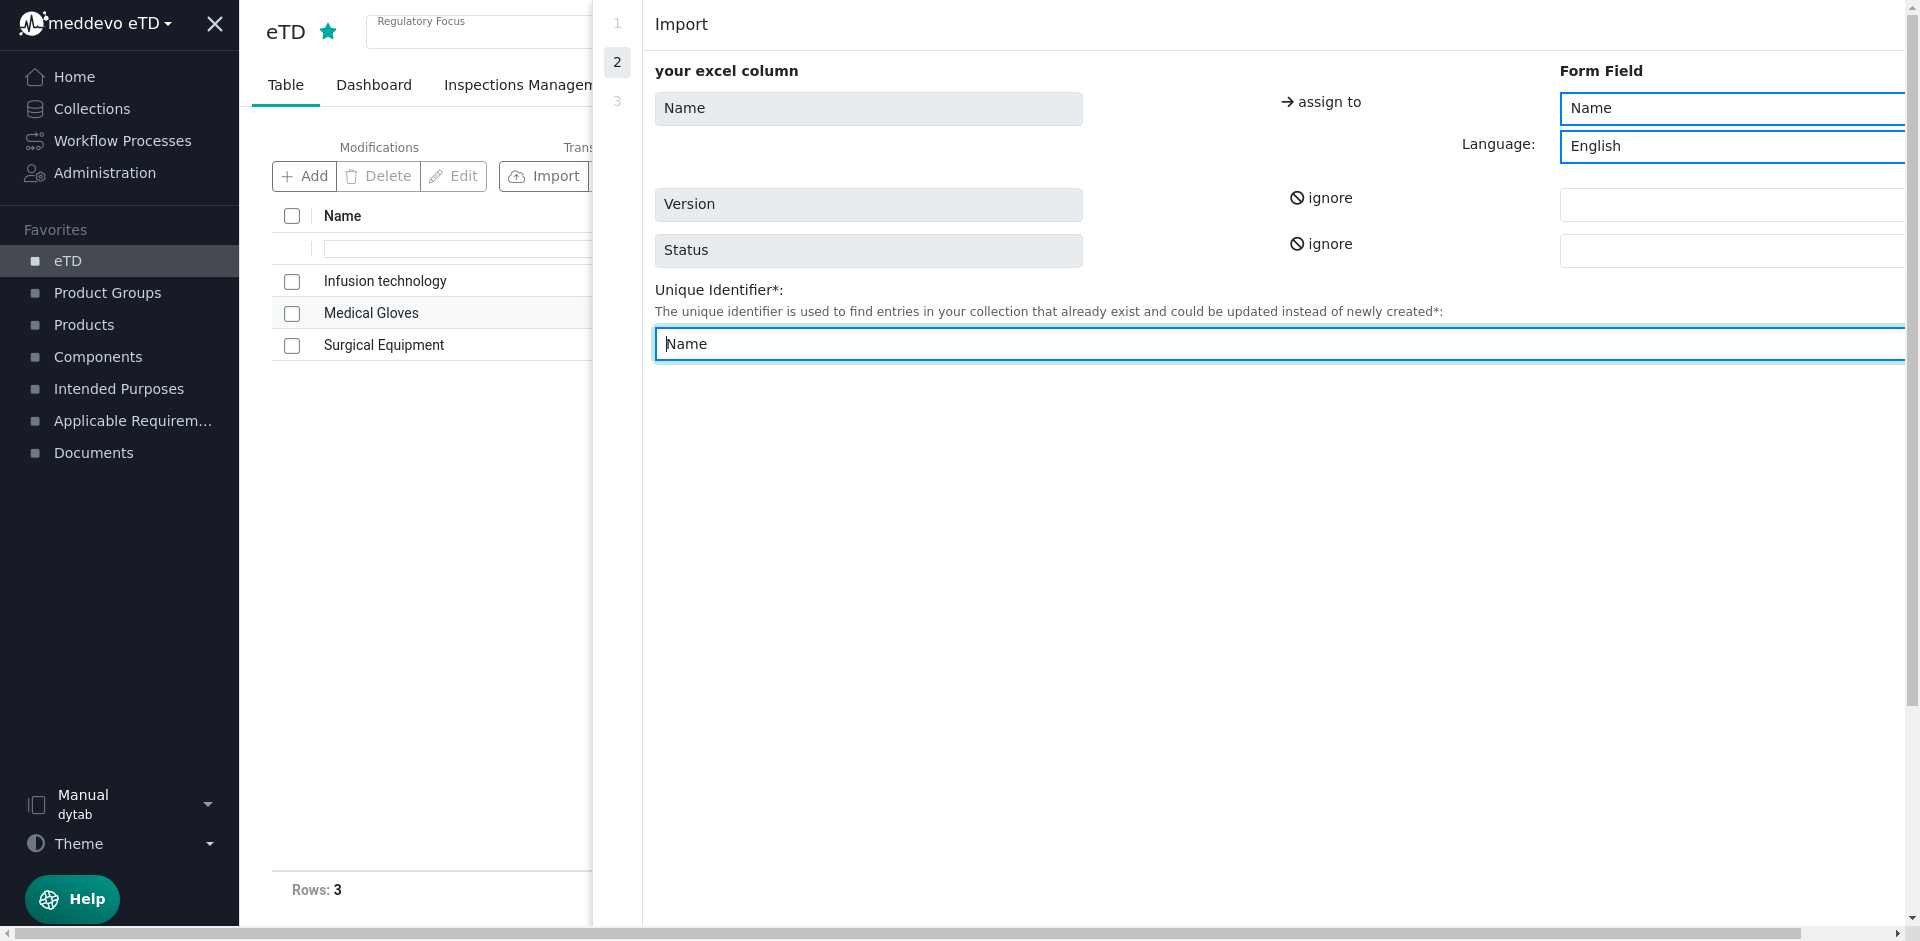 meddevo eTD
Home
Collections
Workflow Processes
Administration
Favorites
eTD
Product Groups
Products
Components
Intended Purposes
Applicable Requirem...
Documents
Manual
dytab
Theme
Help
eTD
Regulatory Focus
Table
Dashboard
Inspections Managem
Modifications
Trans
Add
Delete
Edit
Import
Name
Infusion technology
Medical Gloves
Surgical Equipment
Rows: 3
1
2
3
Import
your excel column
Form Field
Name
assign to
Name
Language:
English
Version
ignore
Status
ignore
Unique Identifier*:
The unique identifier is used to find entries in your collection that already exist and could be updated instead of newly created*:
Name